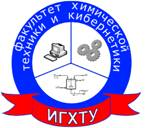 факультет химической
техники и кибернетики
ИГХТУ